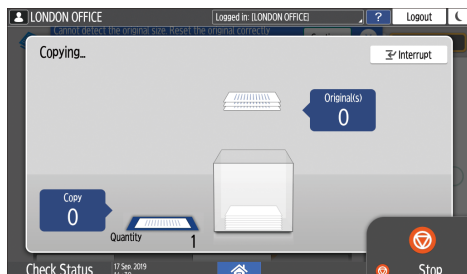 LONDON OFFICE
Logged in: [LONDON OFFICE]
?
Logout
Cannot detect the original size. Reset the original correctly
Copying...
Interrupt
Original(s)
0
Copy
0
Quantity
1
Check Status
17 Sep. 2019
Stop